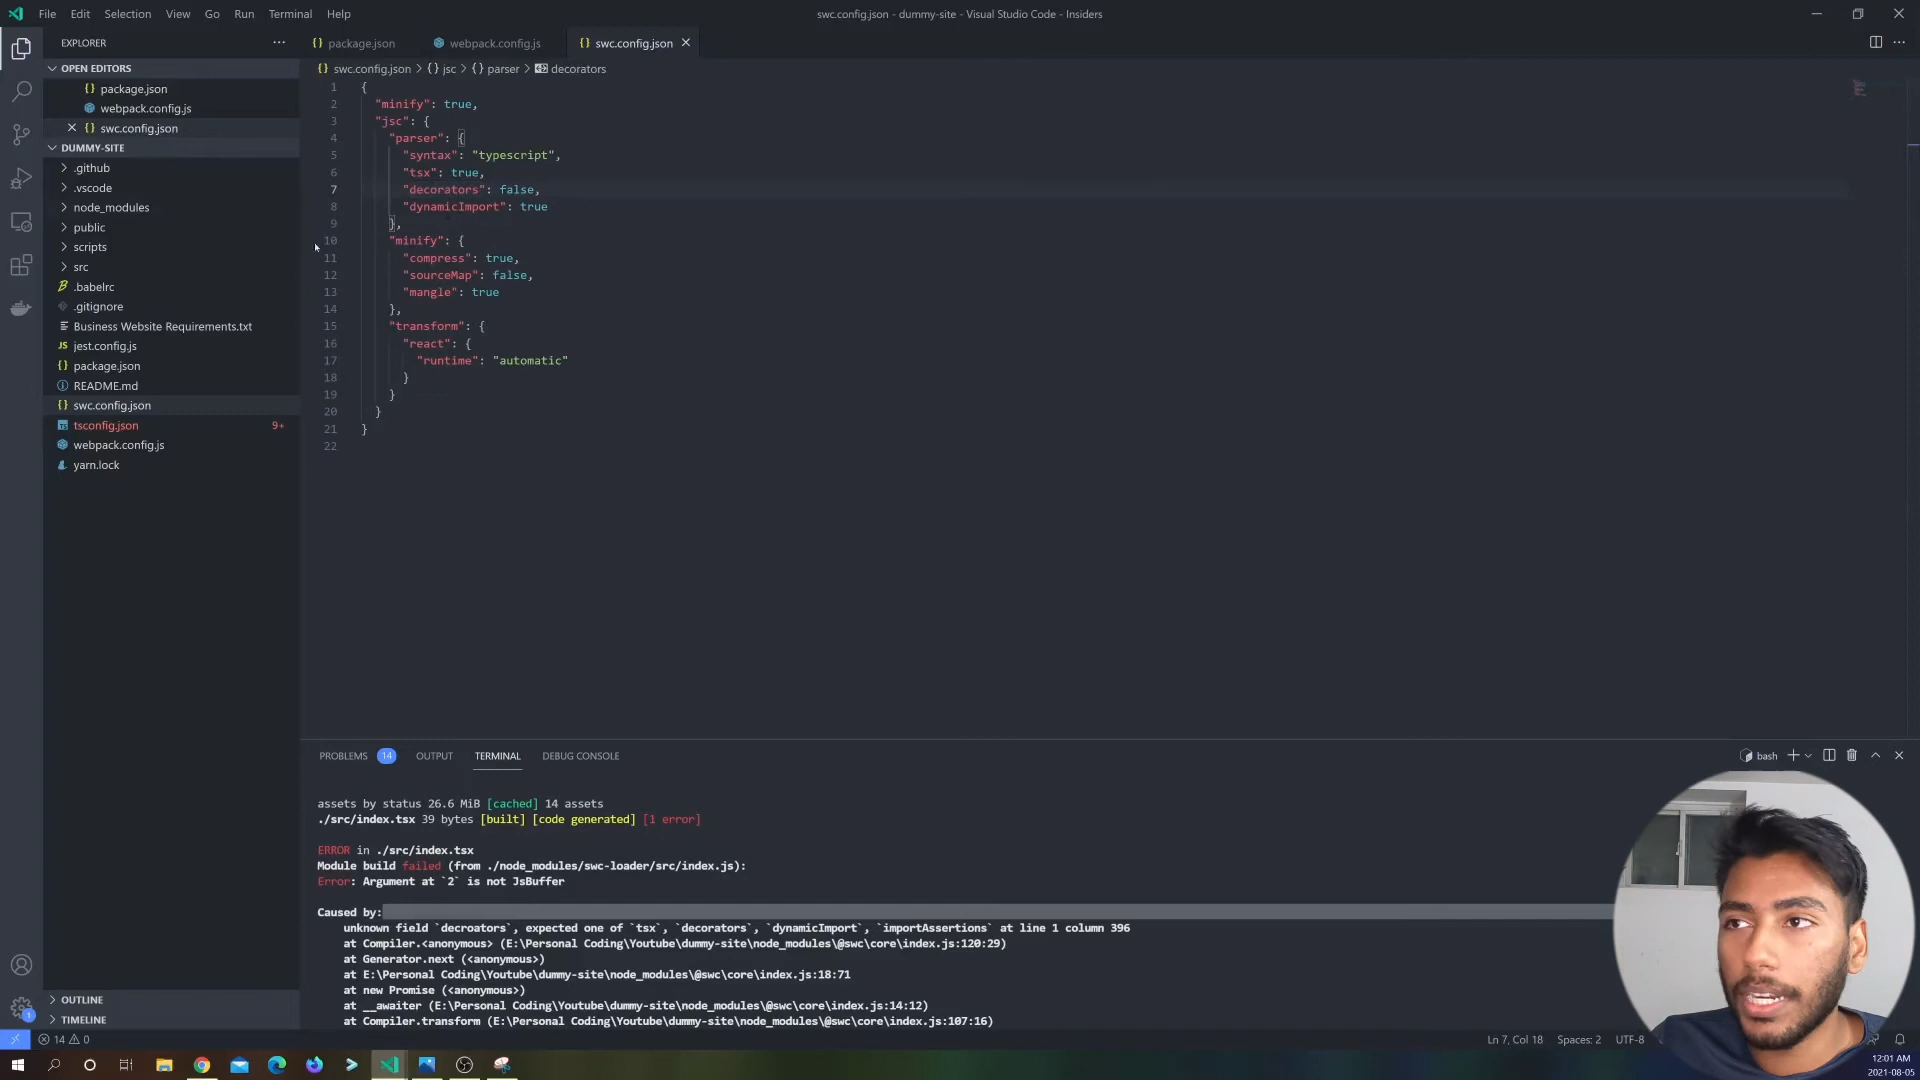 File Edit Selection View Go Run Terminal Help
swc.config.json - dummy-site - Visual Studio Code - Insiders
EXPLORER
OPEN EDITORS
package.json
webpack.config.js
swc.config.json
DUMMY-SITE
.github
.vscode
node_modules
public
scripts
src
.babelrc
.gitignore
Business Website Requirements.txt
JS jest.config.js
package.json
README.md
swc.config.json
tsconfig.json 9+
webpack.config.js
yarn.lock
OUTLINE
TIMELINE
package.json webpack.config.js swc.config.json
swc.config.json > {} jsc > {} parser > decorators
1 {
2 "minify": true,
3 "jsc": {
4 "parser": {
5 "syntax": "typescript",
6 "tsx": true,
7 "decorators": false,
8 "dynamicImport": true
9 },
10 "minify": {
11 "compress": true,
12 "sourceMap": false,
13 "mangle": true
14 },
15 "transform": {
16 "react": {
17 "runtime": "automatic"
18 }
19 }
20 }
21 }
22
PROBLEMS 14 OUTPUT TERMINAL DEBUG CONSOLE
bash
assets by status 26.6 MiB [cached] 14 assets
./src/index.tsx 39 bytes [built] [code generated] [1 error]
ERROR in ./src/index.tsx
Module build failed (from ./node_modules/swc-loader/src/index.js):
Error: Argument at `2` is not JsBuffer
Caused by:
unknown field `decroators`, expected one of `tsx`, `decorators`, `dynamicImport`, `importAssertions` at line 1 column 396
at Compiler.<anonymous> (E:\Personal Coding\Youtube\dummy-site\node_modules\@swc\core\index.js:120:29)
at Generator.next (<anonymous>)
at E:\Personal Coding\Youtube\dummy-site\node_modules\@swc\core\index.js:18:71
at new Promise (<anonymous>)
at __awaiter (E:\Personal Coding\Youtube\dummy-site\node_modules\@swc\core\index.js:14:12)
at Compiler.transform (E:\Personal Coding\Youtube\dummy-site\node_modules\@swc\core\index.js:107:16)
1
14 0
Ln 7, Col 18 Spaces: 2 UTF-8
12:01 AM
2021-08-05